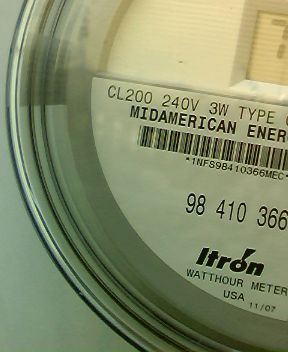 CL200 240V 3W TYPE
MIDAMERICAN ENER
*1NFS98410366MEC*
98 410 366
Itron
WATTHOUR METER
USA 11/07